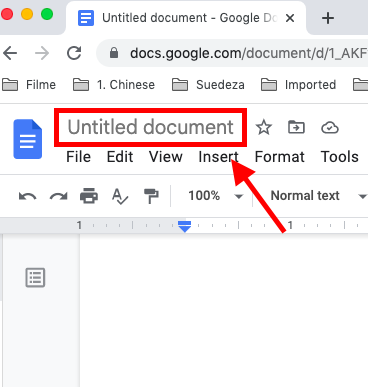 Untitled document - Google Do
docs.google.com/document/d/1_AKF
Filme 1. Chinese Suedeza Imported
Untitled document
File Edit View Insert Format Tools
100% Normal text
1 1